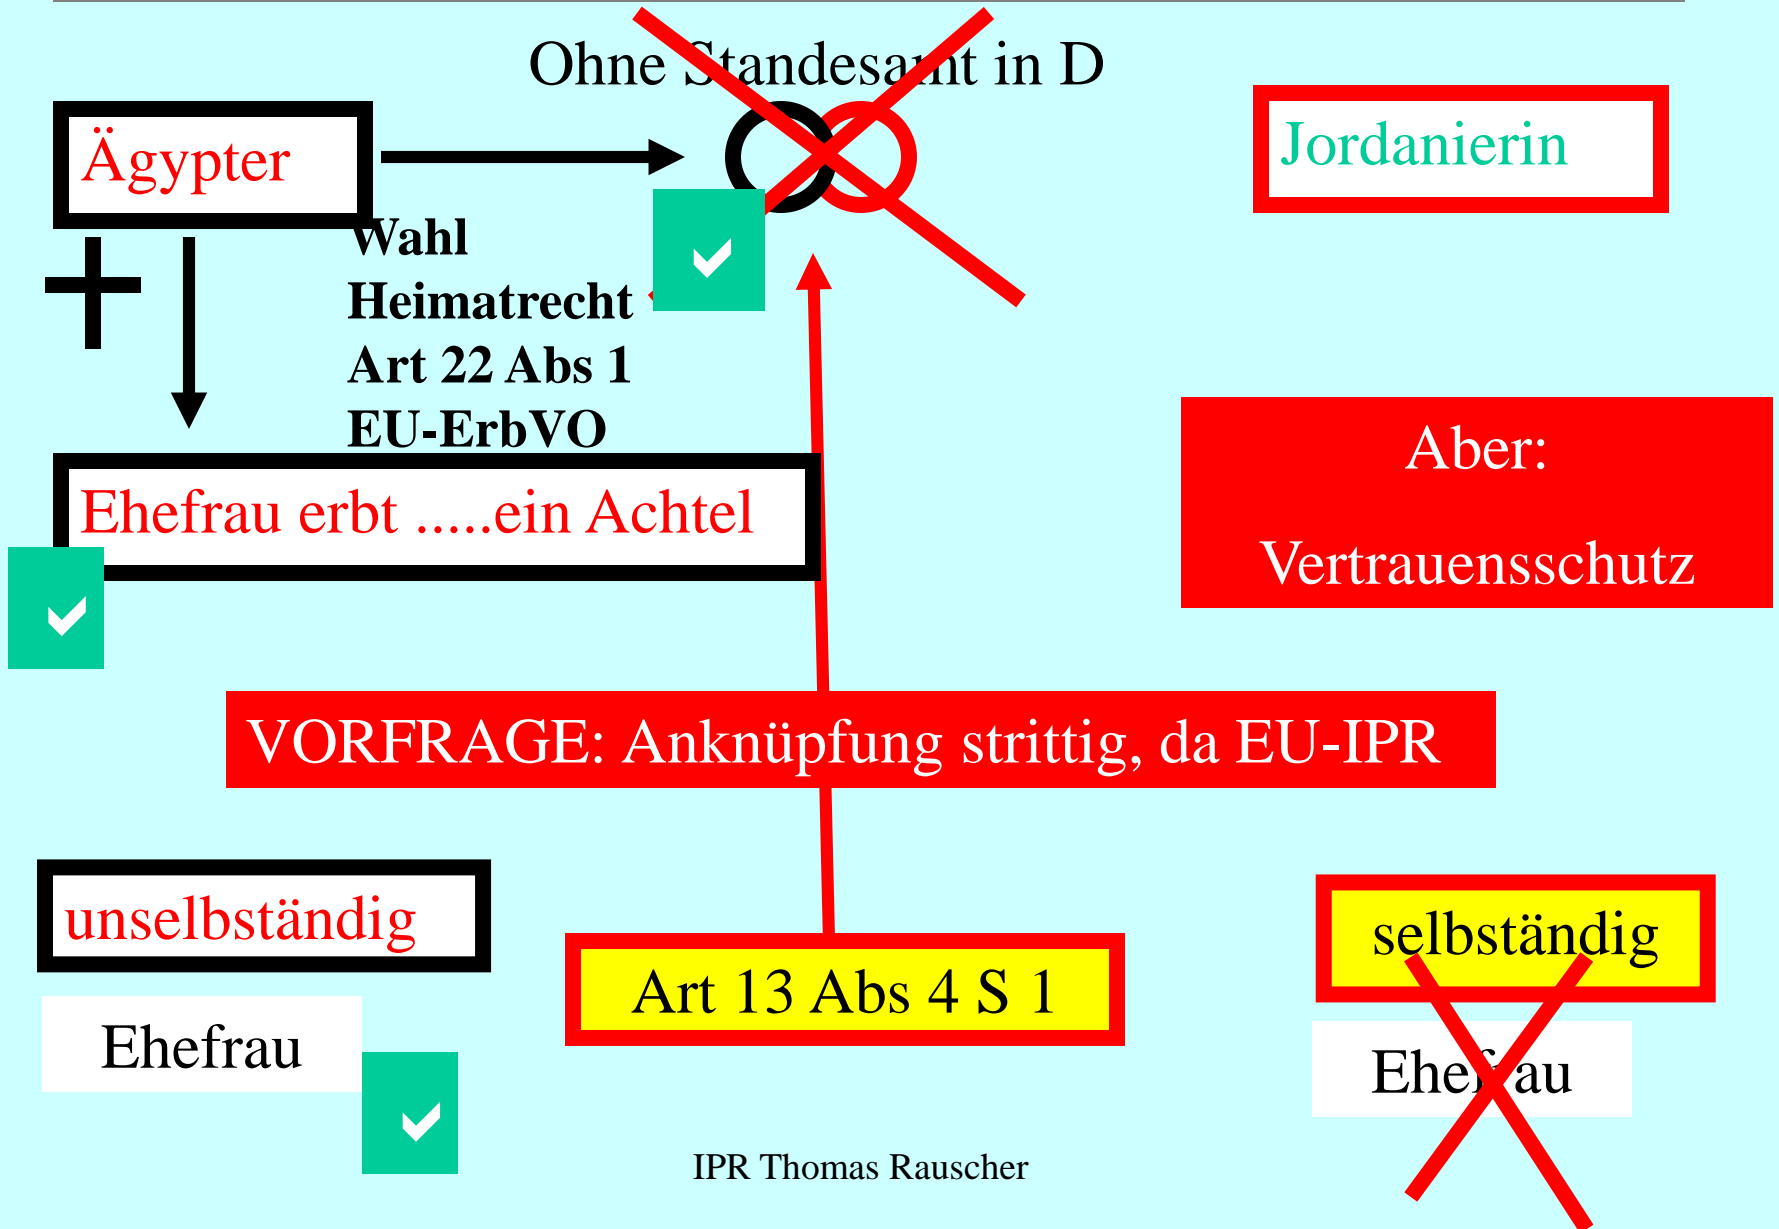 Ohne Standesamt in D
Ägypter
Jordanierin
Wahl
Heimatrecht
Art 22 Abs 1
EU-ErbVO
Aber:
Vertrauensschutz
Ehefrau erbt .....ein Achtel
VORFRAGE: Anknüpfung strittig, da EU-IPR
unselbständig
selbständig
Art 13 Abs 4 S 1
Ehefrau
Ehefrau
IPR Thomas Rauscher